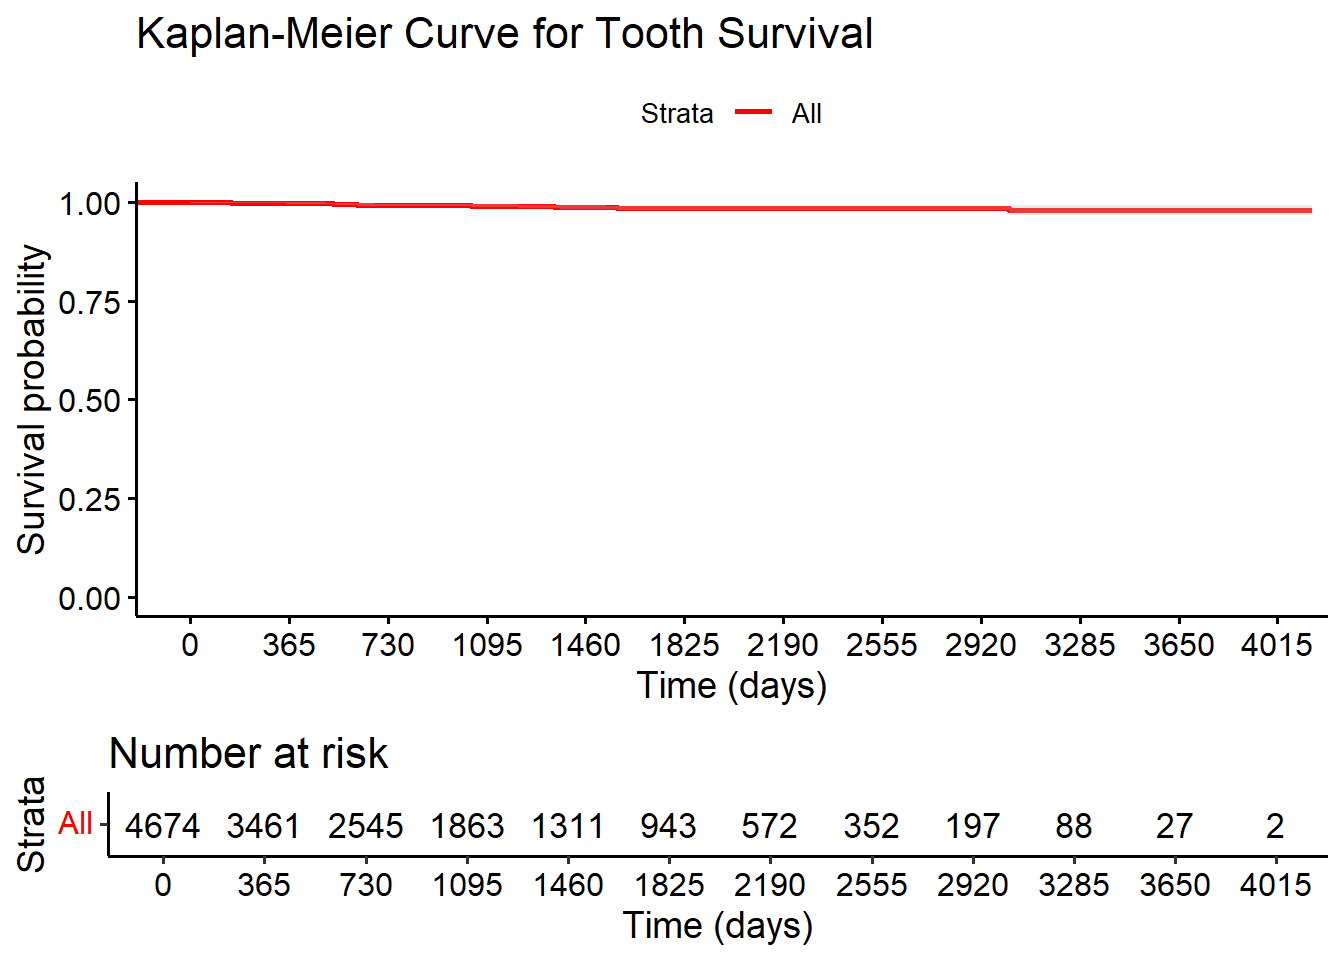 Kaplan-Meier Curve for Tooth Survival
Strata All
1.00
0.75
0.50
0.25
0.00
Survival probability
0 365 730 1095 1460 1825 2190 2555 2920 3285 3650 4015
Time (days)
Number at risk
Strata
All 4674 3461 2545 1863 1311 943 572 352 197 88 27 2
0 365 730 1095 1460 1825 2190 2555 2920 3285 3650 4015
Time (days)